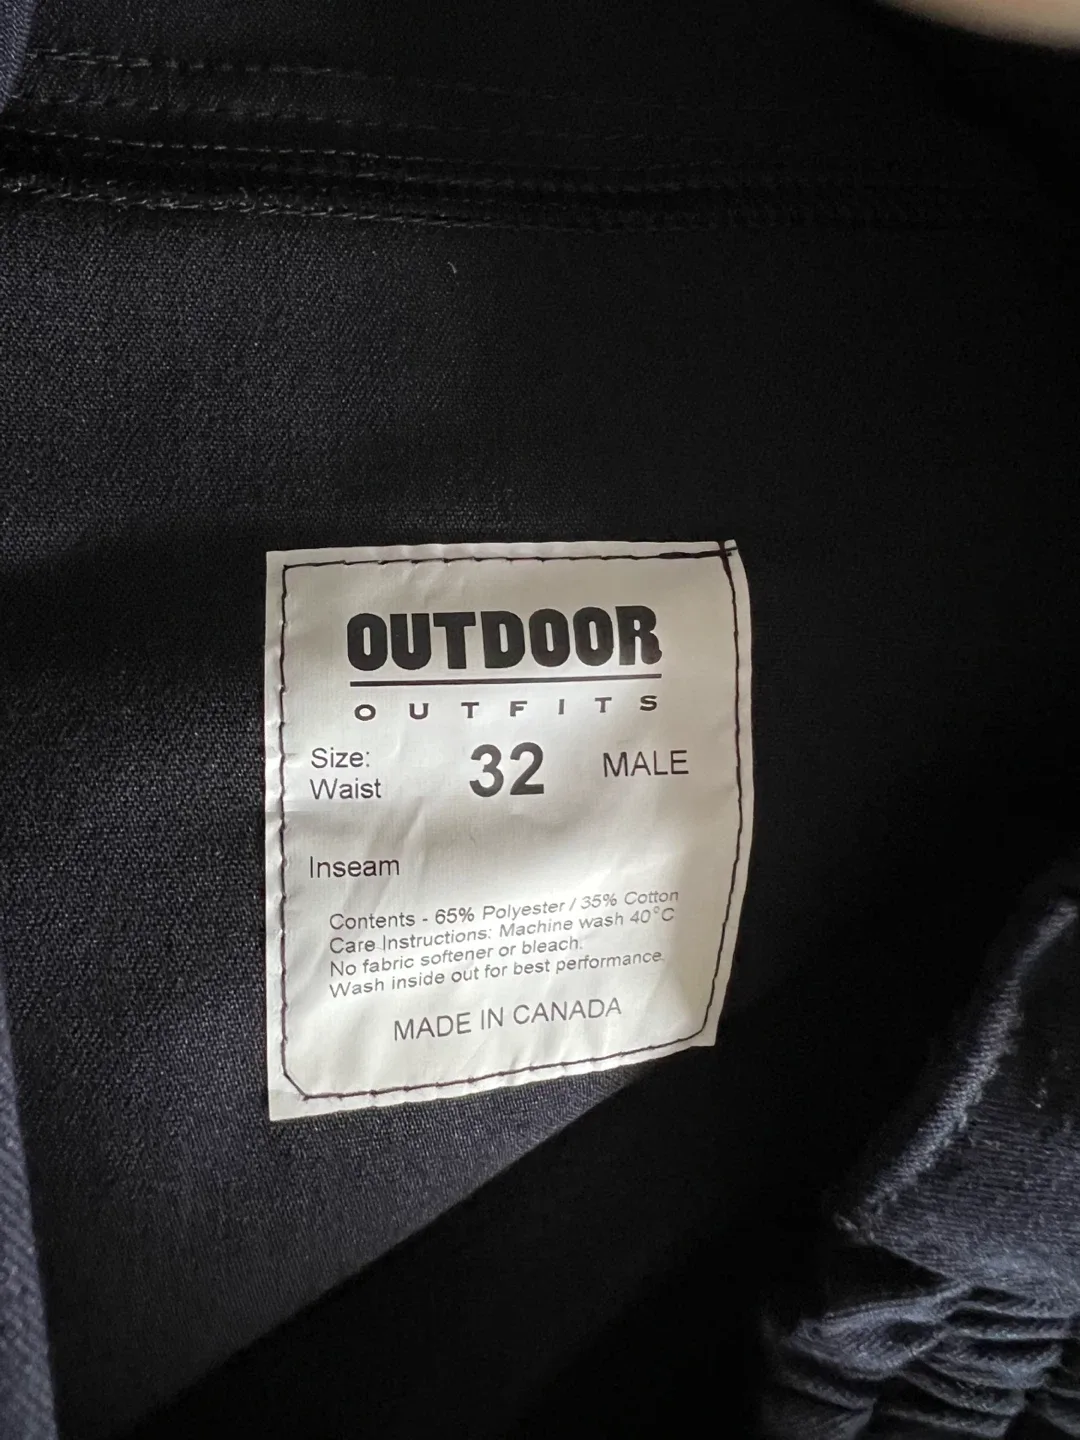 OUTDOOR
OUTFITS
Size: 32 MALE
Waist
Inseam
Contents - 65% Polyester / 35% Cotton
Care Instructions: Machine wash 40°C
No fabric softener or bleach.
Wash inside out for best performance.
MADE IN CANADA